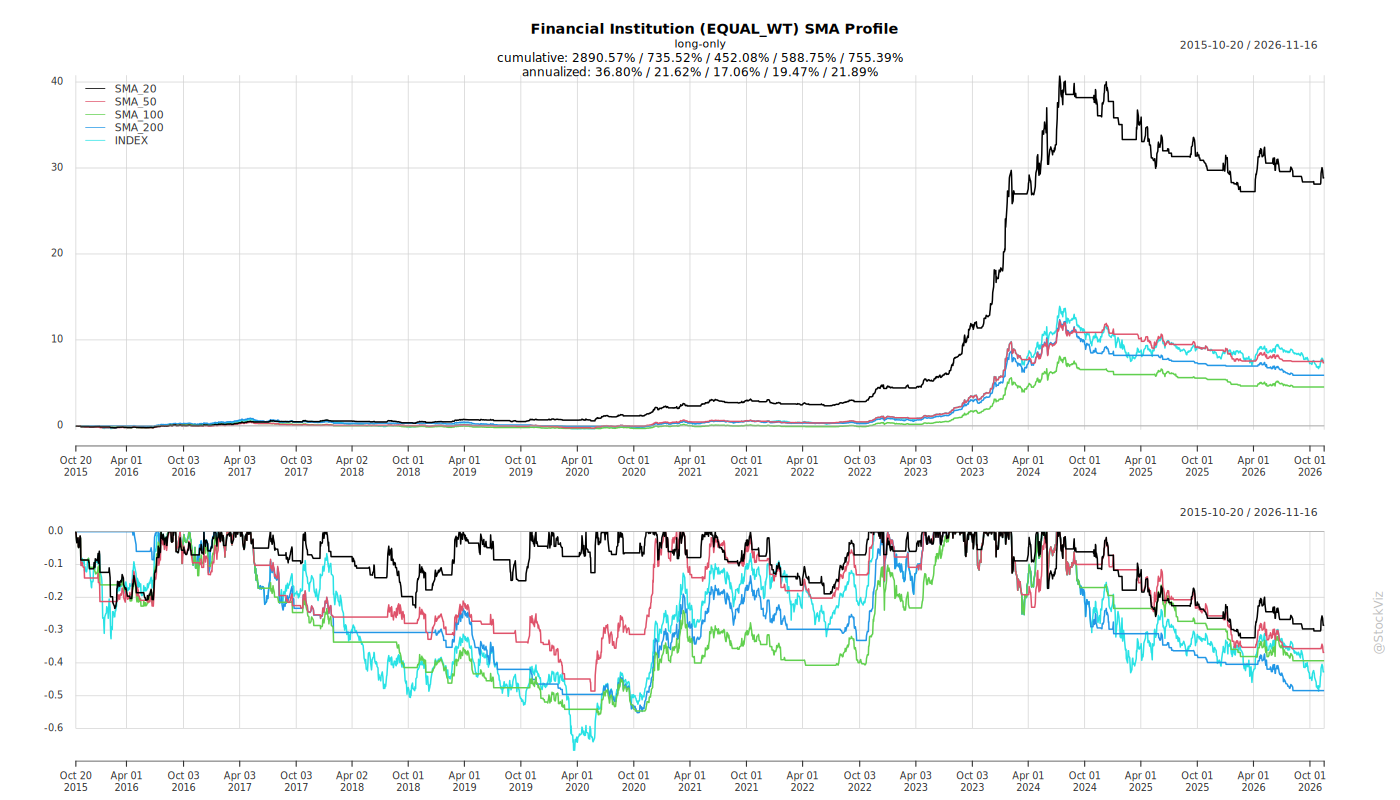 Financial Institution (EQUAL_WT) SMA Profile
long-only
cumulative: 2890.57% / 735.52% / 452.08% / 588.75% / 755.39%
annualized: 36.80% / 21.62% / 17.06% / 19.47% / 21.89%
2015-10-20 / 2026-11-16
SMA_20
SMA_50
SMA_100
SMA_200
INDEX
40
30
20
10
0
Oct 20 Apr 01 Oct 03 Apr 03 Oct 03 Apr 02 Oct 01 Apr 01 Oct 01 Apr 01 Oct 01 Apr 01 Oct 01 Apr 01 Oct 03 Apr 03 Oct 03 Apr 01 Oct 01 Apr 01 Oct 01 Apr 01 Oct 01
2015 2016 2016 2017 2017 2018 2018 2019 2019 2020 2020 2021 2021 2022 2022 2023 2023 2024 2024 2025 2025 2026 2026
2015-10-20 / 2026-11-16
0.0
-0.1
-0.2
-0.3
-0.4
-0.5
-0.6
Oct 20 Apr 01 Oct 03 Apr 03 Oct 03 Apr 02 Oct 01 Apr 01 Oct 01 Apr 01 Oct 01 Apr 01 Oct 01 Apr 01 Oct 03 Apr 03 Oct 03 Apr 01 Oct 01 Apr 01 Oct 01 Apr 01 Oct 01
2015 2016 2016 2017 2017 2018 2018 2019 2019 2020 2020 2021 2021 2022 2022 2023 2023 2024 2024 2025 2025 2026 2026
@StockViz